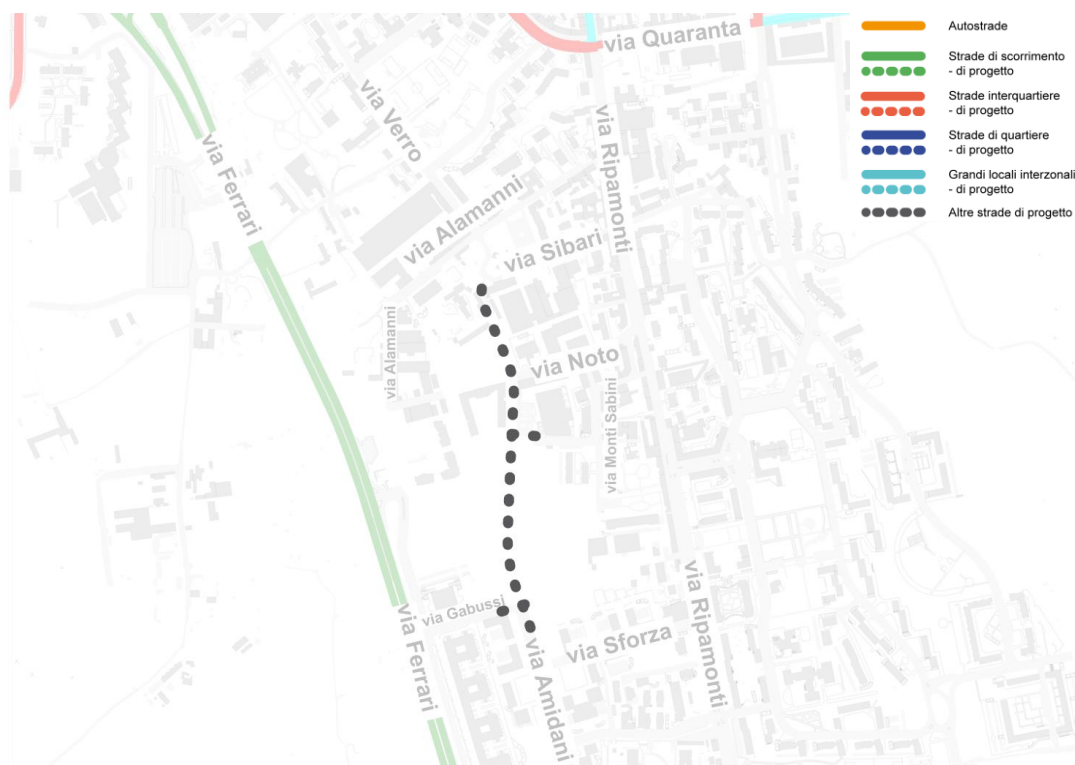 via Quaranta
via Verro
via Ripamonti
via Ferrari
via Alamanni
via Sibari
via Alamanni
via Noto
via Monti Sabini
via Gabussi
via Ferrari
via Sforza
via Ripamonti
via Amidani
Autostrade
Strade di scorrimento
- di progetto
Strade interquartiere
- di progetto
Strade di quartiere
- di progetto
Grandi locali interzonali
- di progetto
Altre strade di progetto